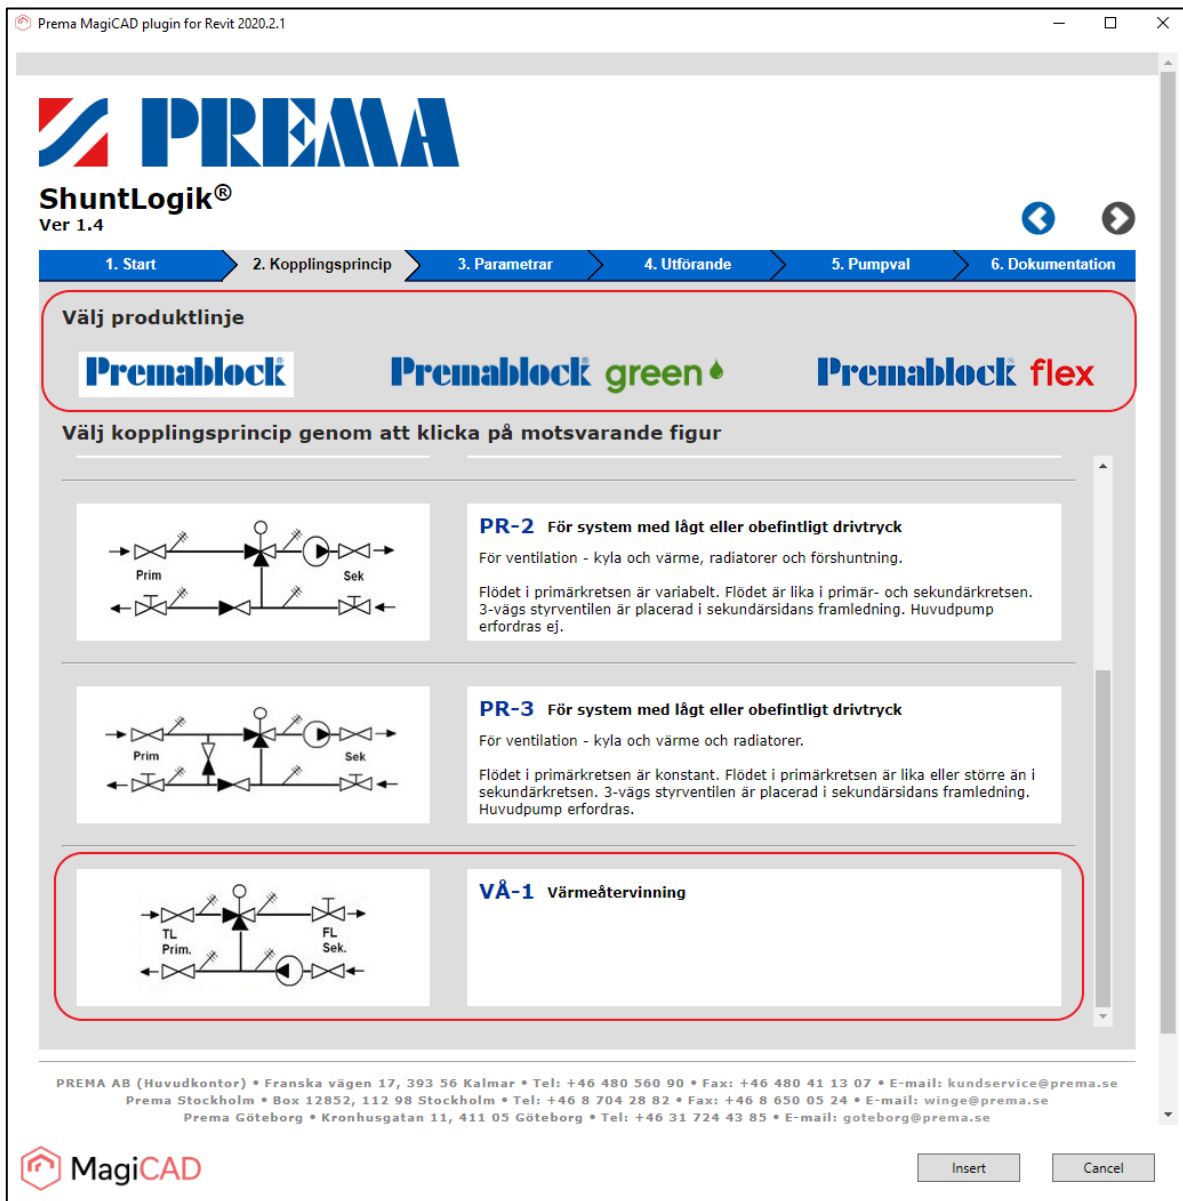 Prema MagiCAD plugin for Revit 2020.2.1
PREMA
ShuntLogik®
Ver 1.4
1. Start
2. Kopplingsprincip
3. Parametrar
4. Utförande
5. Pumpval
6. Dokumentation
Välj produktlinje
Premablock®
Premablock® green
Premablock® flex
Välj kopplingsprincip genom att klicka på motsvarande figur
Prim
Sek
PR-2 För system med lågt eller obefintligt drivtryck
För ventilation - kyla och värme, radiatorer och förshuntning.
Flödet i primärkretsen är variabelt. Flödet är lika i primär- och sekundärkretsen.
3-vägs styrventilen är placerad i sekundärsidans framledning. Huvudpump
erfordras ej.
Prim
Sek
PR-3 För system med lågt eller obefintligt drivtryck
För ventilation - kyla och värme och radiatorer.
Flödet i primärkretsen är konstant. Flödet i primärkretsen är lika eller större än i
sekundärkretsen. 3-vägs styrventilen är placerad i sekundärsidans framledning.
Huvudpump erfordras.
TL
Prim.
FL
Sek.
VÅ-1 Värmeåtervinning
PREMA AB (Huvudkontor) • Franska vägen 17, 393 56 Kalmar • Tel: +46 480 560 90 • Fax: +46 480 41 13 07 • E-mail: kundservice@prema.se
Prema Stockholm • Box 12852, 112 98 Stockholm • Tel: +46 8 704 28 82 • Fax: +46 8 650 05 24 • E-mail: winge@prema.se
Prema Göteborg • Kronhusgatan 11, 411 05 Göteborg • Tel: +46 31 724 43 85 • E-mail: goteborg@prema.se
MagiCAD
Insert
Cancel